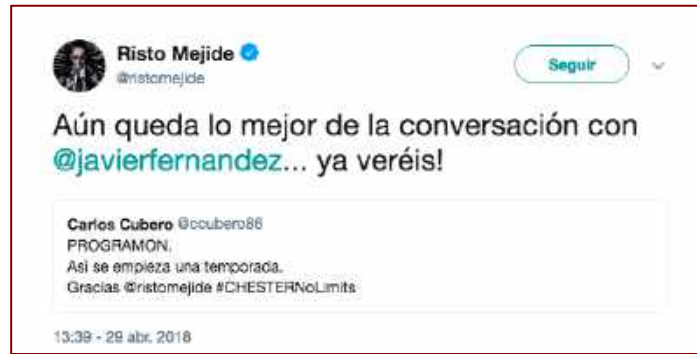 Risto Mejide
@ristomejide
Seguir
Aún queda lo mejor de la conversación con
@javierfernandez... ya veréis!
Carlos Cubero @ccubero86
PROGRAMON.
Asi se empieza una temporada.
Gracias @ristomejide #CHESTERNoLimits
13:39 - 29 abr. 2018